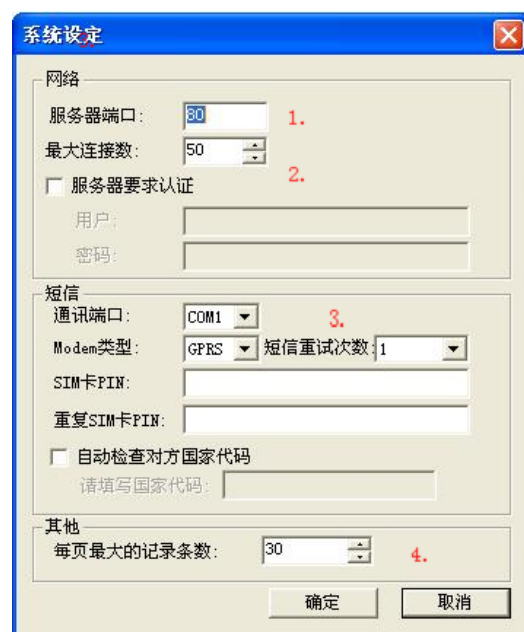 系统设定
网络
服务器端口: 80 1.
最大连接数: 50
2.
服务器要求认证
用户:
密码:
短信
通讯端口: COM1 3.
Modem类型: GPRS 短信重试次数: 1
SIM卡PIN:
重复SIM卡PIN:
自动检查对方国家代码
请填写国家代码:
其他
每页最大的记录条数: 30 4.
确定 取消